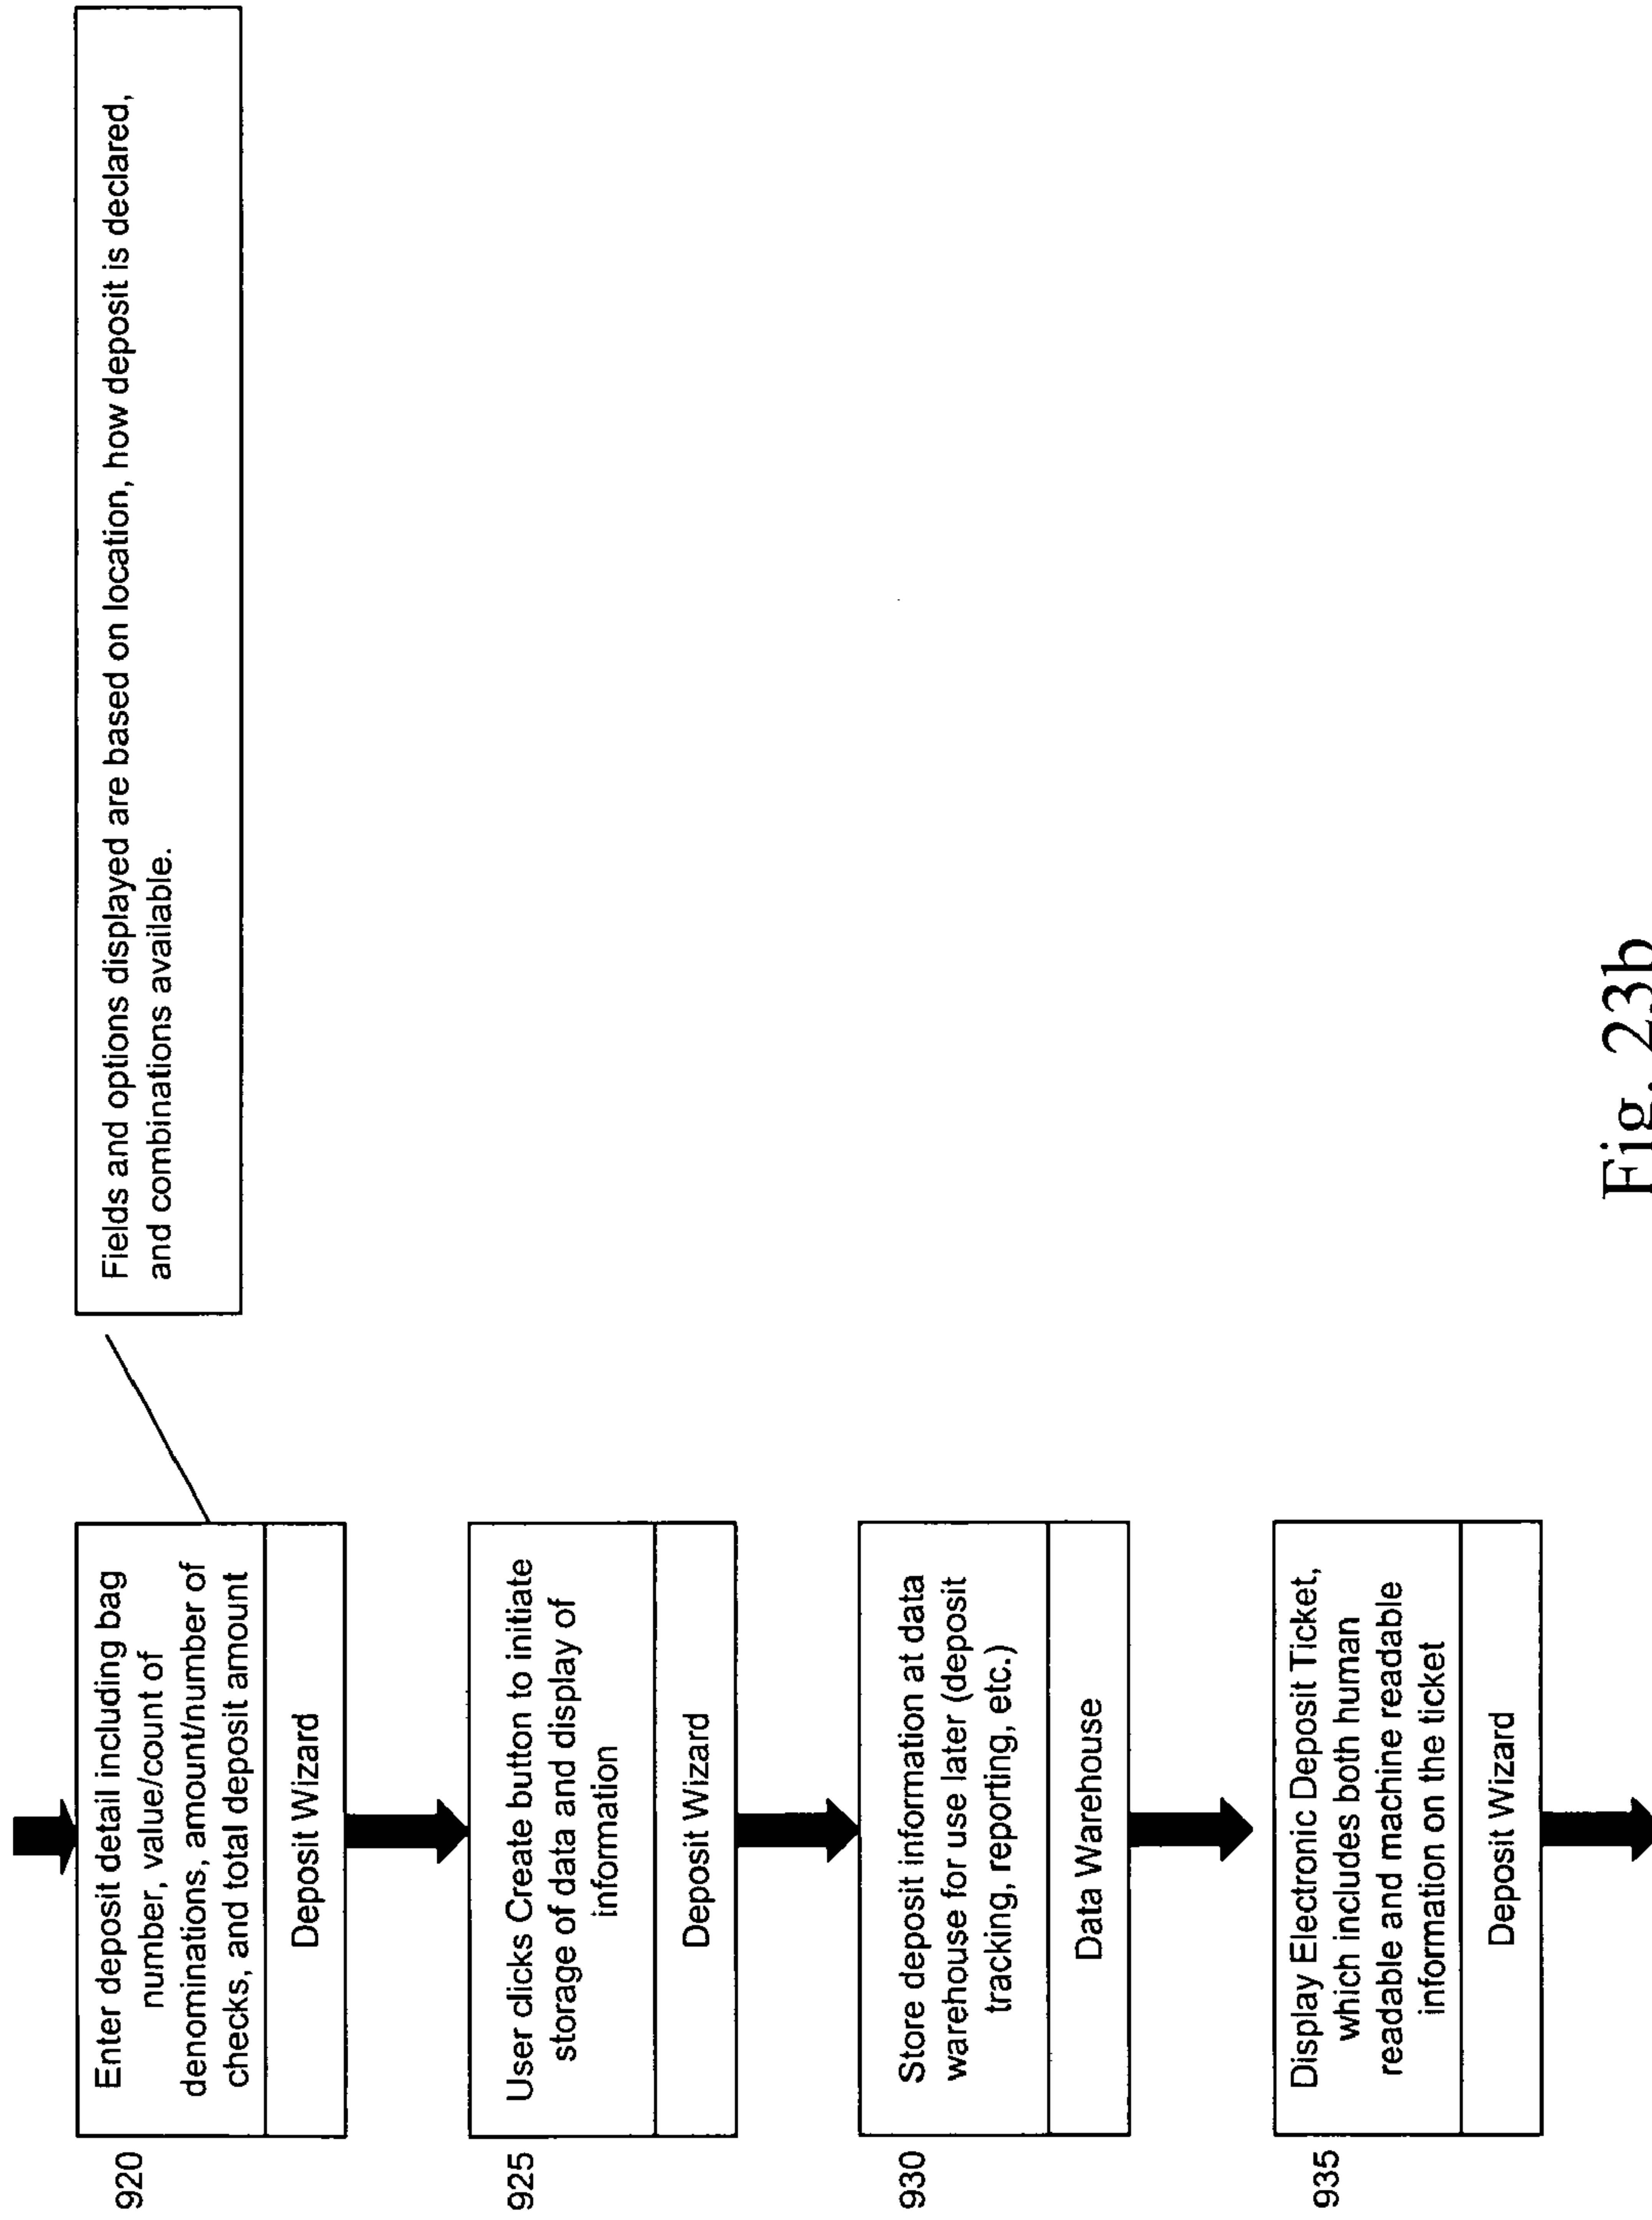 920
Enter deposit detail including bag
number, value/count of
denominations, amount/number of
checks, and total deposit amount
Deposit Wizard
Fields and options displayed are based on location, how deposit is declared,
and combinations available.
925
User clicks Create button to initiate
storage of data and display of
information
Deposit Wizard
930
Store deposit information at data
warehouse for use later (deposit
tracking, reporting, etc.)
Data Warehouse
935
Display Electronic Deposit Ticket,
which includes both human
readable and machine readable
information on the ticket
Deposit Wizard
Fig. 23b